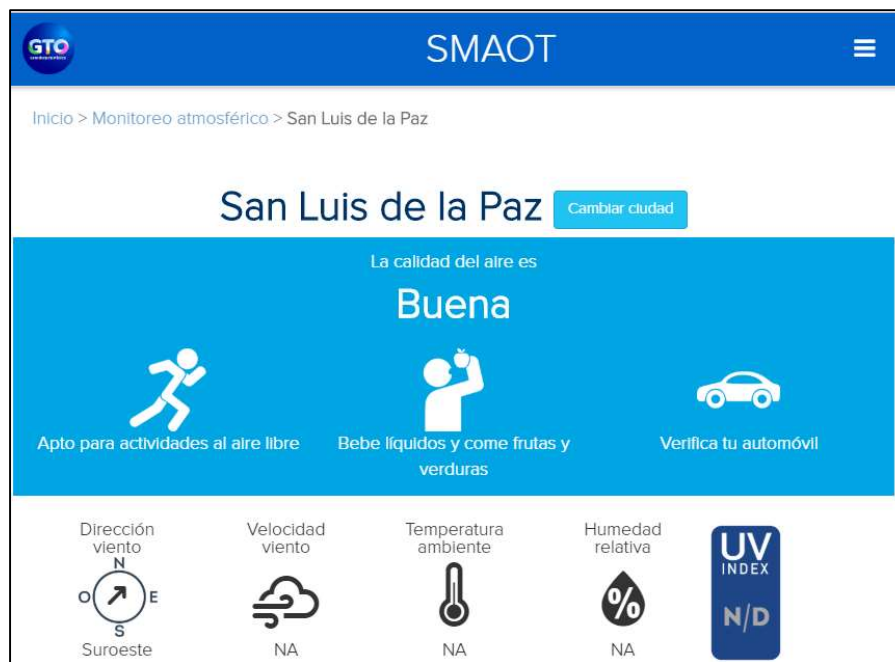 GTO
SMAOT
Inicio > Monitoreo atmosférico > San Luis de la Paz
San Luis de la Paz
Cambiar ciudad
La calidad del aire es
Buena
Apto para actividades al aire libre
Bebe líquidos y come frutas y
verduras
Verifica tu automóvil
Dirección
viento
N
O
E
S
Suroeste
Velocidad
viento
NA
Temperatura
ambiente
NA
Humedad
relativa
%
NA
UV
INDEX
N/D